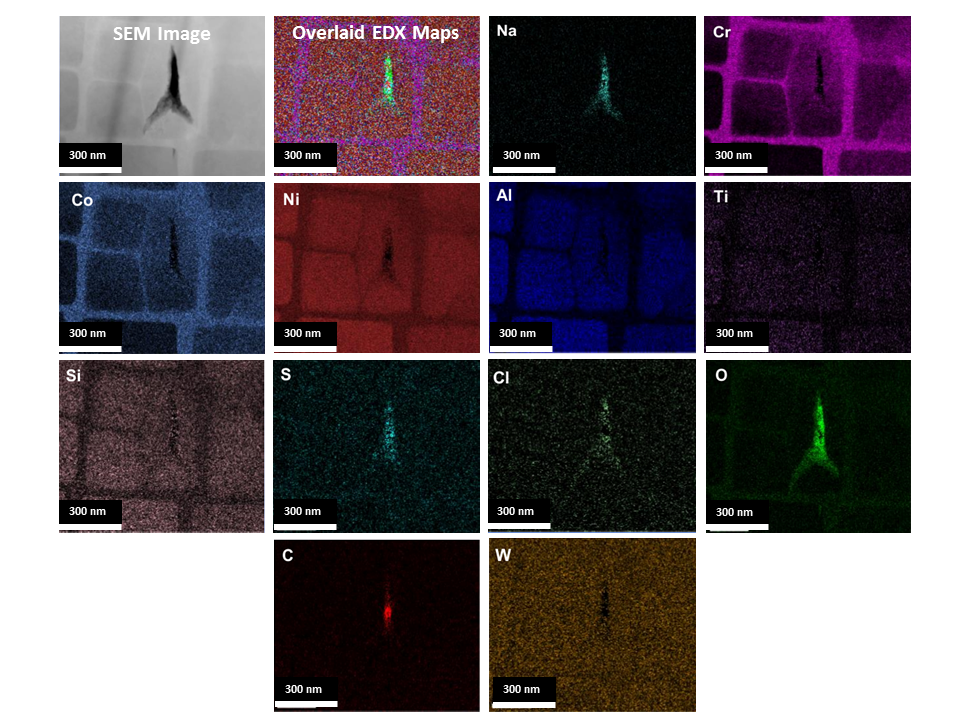 SEM Image
Overlaid EDX Maps
Na
Cr
300 nm
300 nm
300 nm
300 nm
Co
Ni
Al
Ti
300 nm
300 nm
300 nm
300 nm
Si
S
Cl
O
300 nm
300 nm
300 nm
300 nm
C
W
300 nm
300 nm